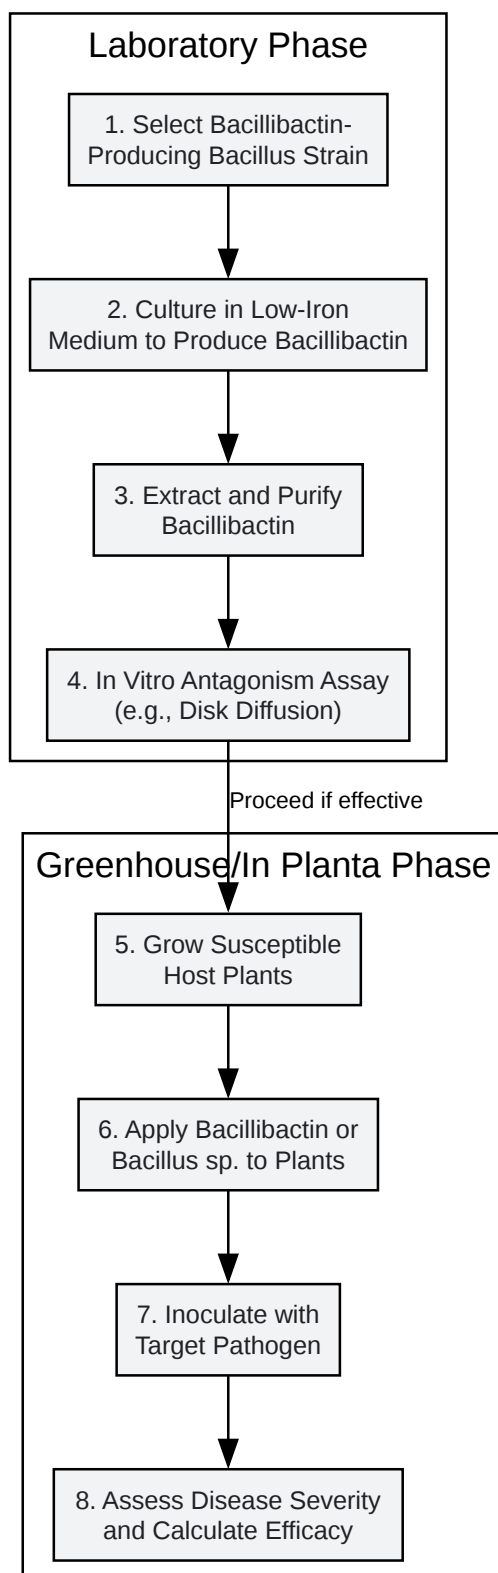 Laboratory Phase
1. Select Bacillibactin-
Producing Bacillus Strain
2. Culture in Low-Iron
Medium to Produce Bacillibactin
3. Extract and Purify
Bacillibactin
4. In Vitro Antagonism Assay
(e.g., Disk Diffusion)
Proceed if effective
Greenhouse/In Planta Phase
5. Grow Susceptible
Host Plants
6. Apply Bacillibactin or
Bacillus sp. to Plants
7. Inoculate with
Target Pathogen
8. Assess Disease Severity
and Calculate Efficacy